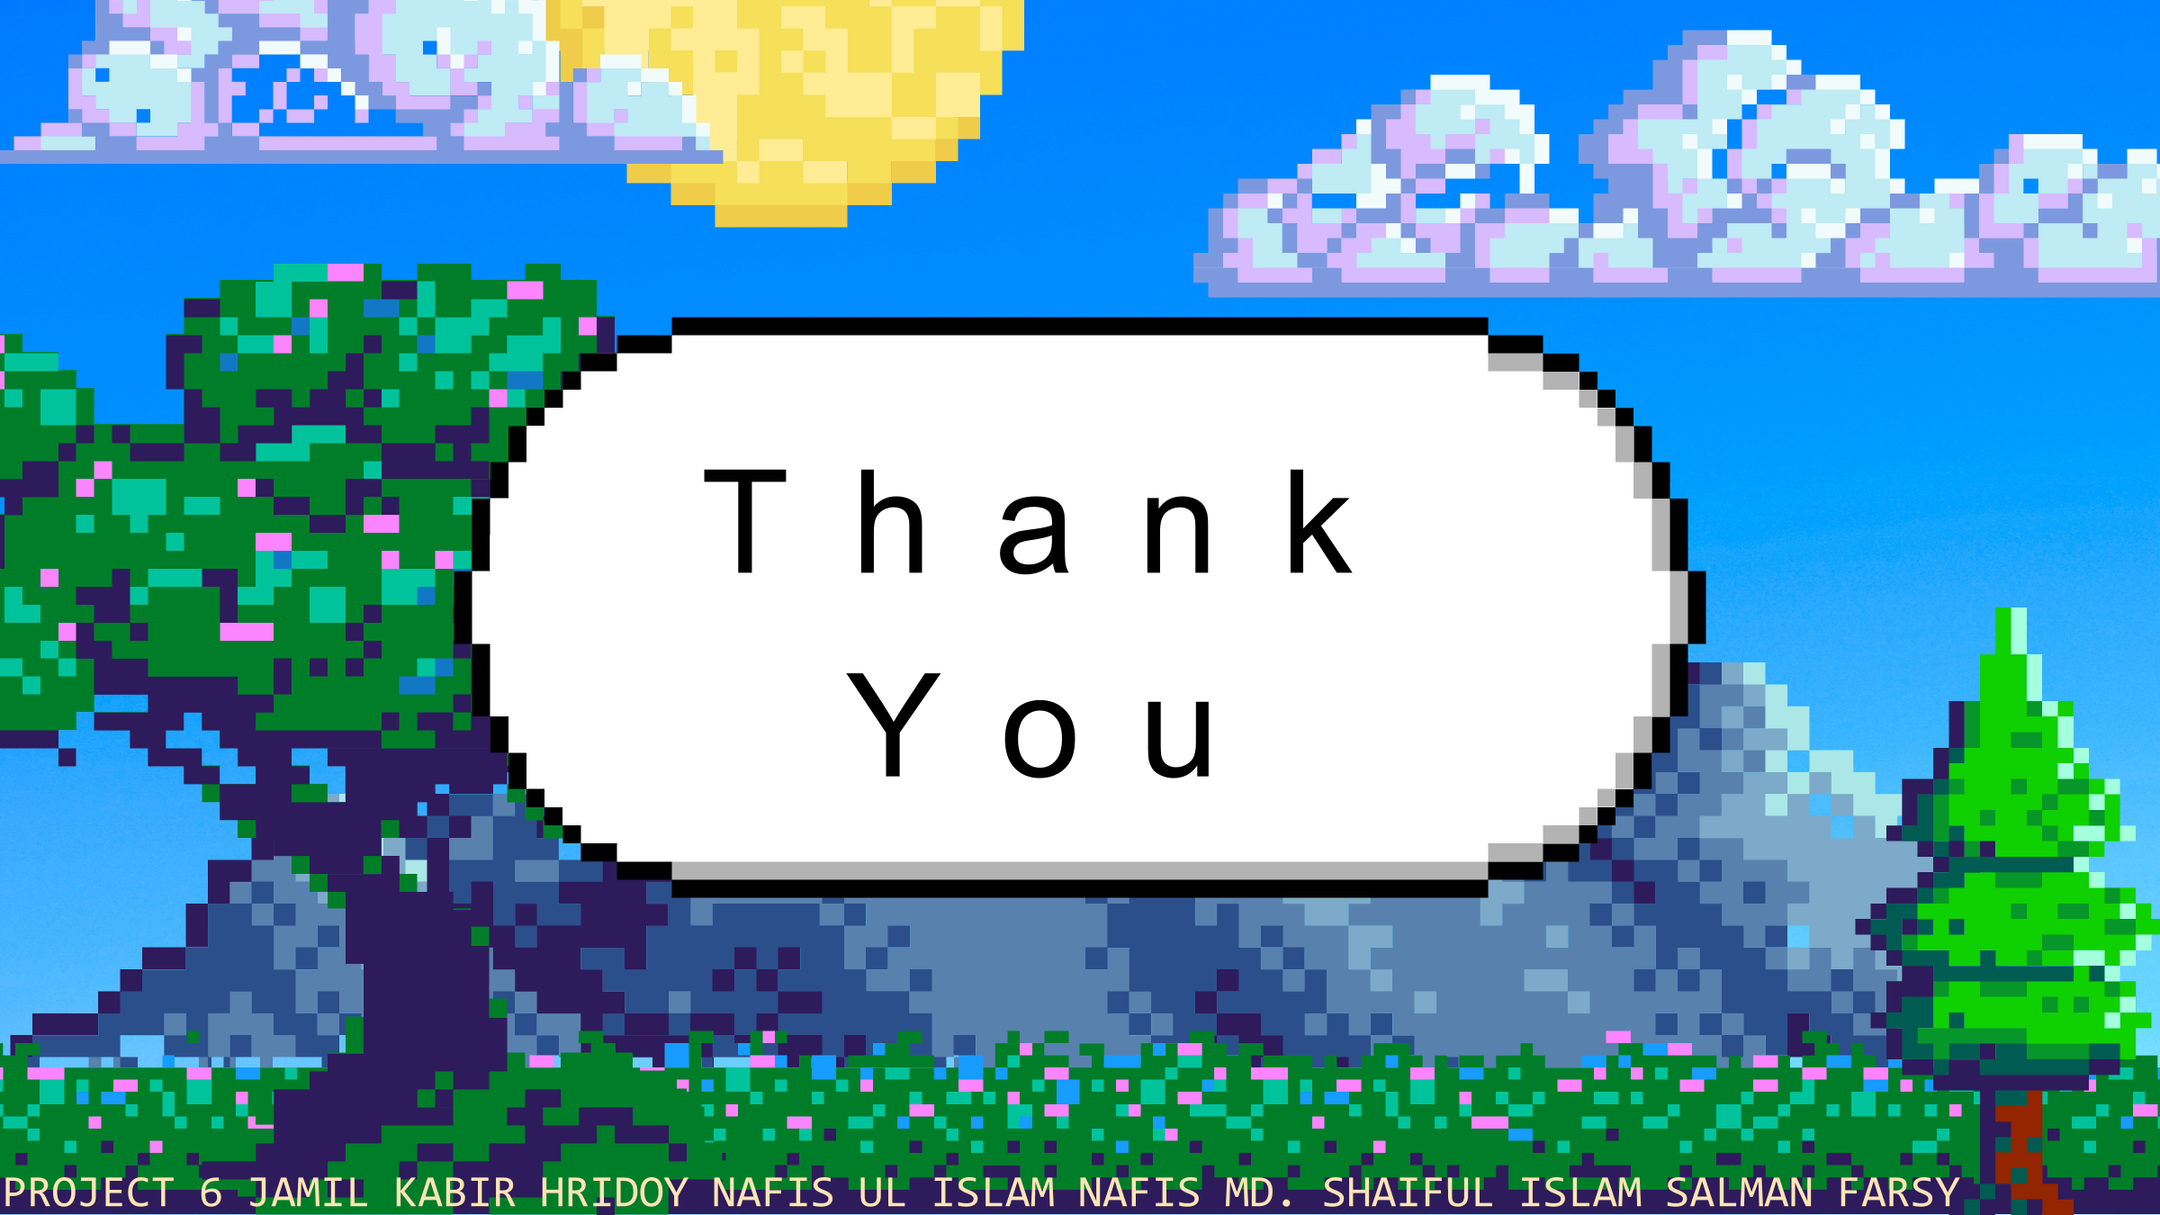 Thank
You
PROJECT 6 JAMIL KABIR HRIDOY NAFIS UL ISLAM NAFIS MD. SHAIFUL ISLAM SALMAN FARSY